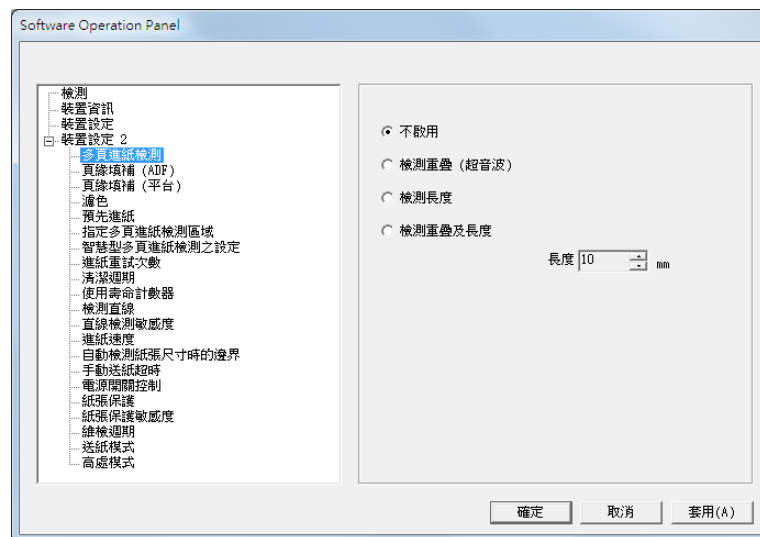 Software Operation Panel
檢測
裝置資訊
裝置設定
裝置設定 2
多頁進紙檢測
頁緣填補 (ADF)
頁緣填補 (平台)
濾色
預先進紙
指定多頁進紙檢測區域
智慧型多頁進紙檢測之設定
進紙重試次數
清潔週期
使用壽命計數器
檢測直線
直線檢測敏感度
進紙速度
自動檢測紙張尺寸時的邊界
手動送紙超時
電源開關控制
紙張保護
紙張保護敏感度
維檢週期
送紙模式
高處模式
不啟用
檢測重疊 (超音波)
檢測長度
檢測重疊及長度
長度 10 mm
確定
取消
套用(A)